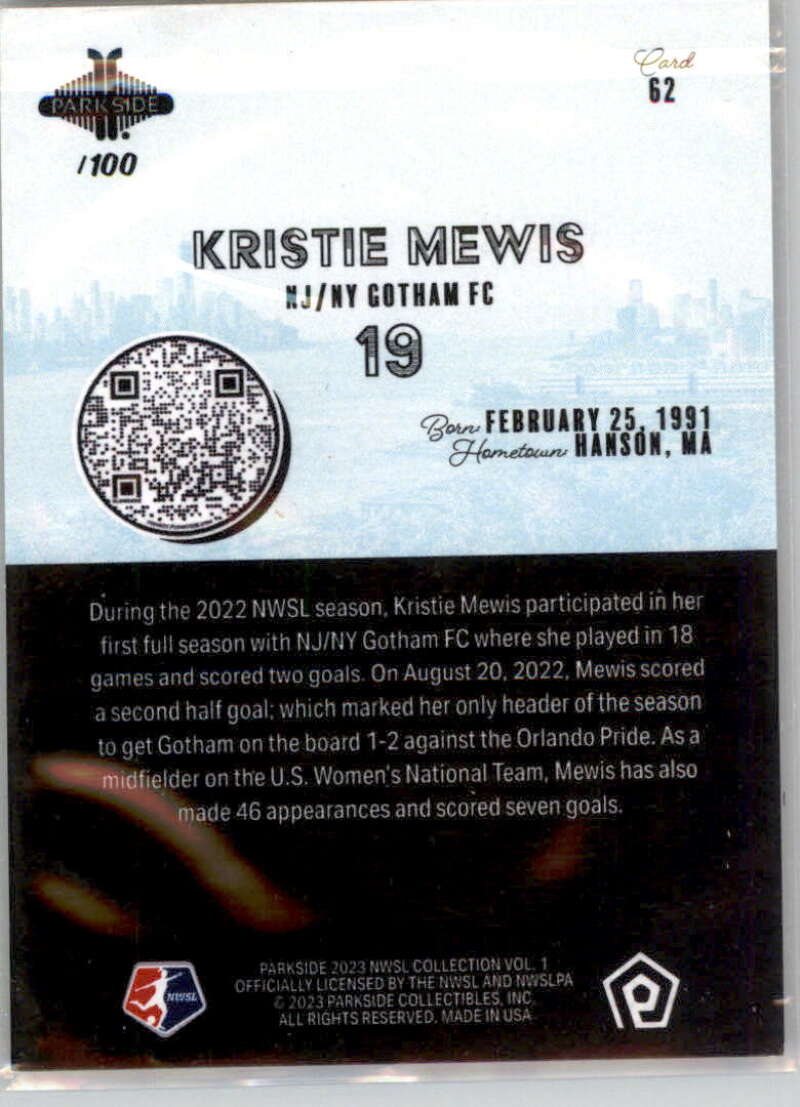 PARKSIDE
/100
Card
62
KRISTIE MEWIS
NJ/NY GOTHAM FC
19
Born FEBRUARY 25, 1991
Hometown HANSON, MA
During the 2022 NWSL season, Kristie Mewis participated in her
first full season with NJ/NY Gotham FC where she played in 18
games and scored two goals. On August 20, 2022, Mewis scored
a second half goal; which marked her only header of the season
to get Gotham on the board 1-2 against the Orlando Pride. As a
midfielder on the U.S. Women's National Team, Mewis has also
made 46 appearances and scored seven goals.
NWSL
PARKSIDE 2023 NWSL COLLECTION VOL. 1
OFFICIALLY LICENSED BY THE NWSL AND NWSLPA
© 2023 PARKSIDE COLLECTIBLES, INC.
ALL RIGHTS RESERVED. MADE IN USA